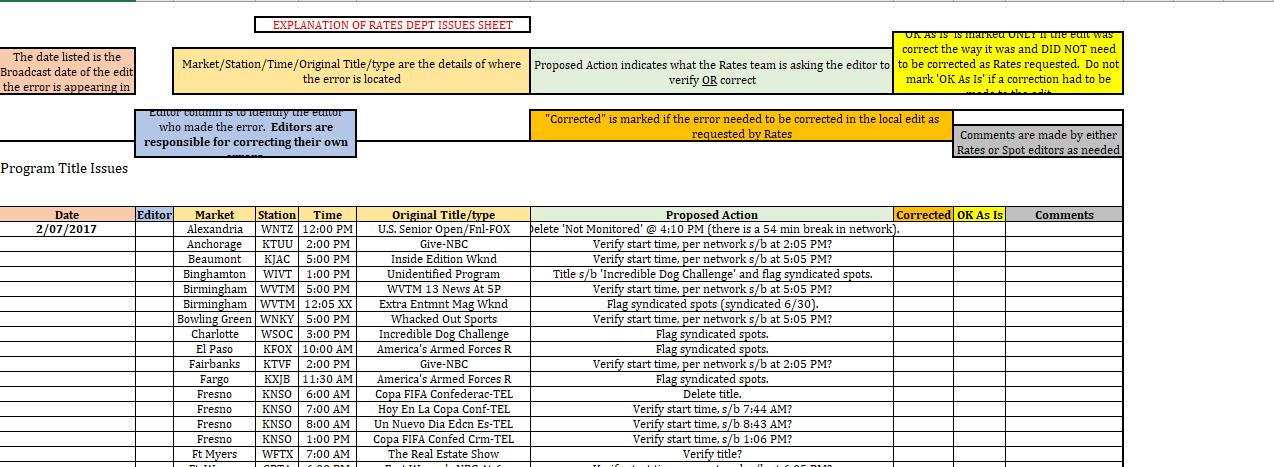 EXPLANATION OF RATES DEPT ISSUES SHEET
The date listed is the
Broadcast date of the edit
the error is appearing in
Market/Station/Time/Original Title/type are the details of where
the error is located
Proposed Action indicates what the Rates team is asking the editor to
verify OR correct
'OK As Is' is marked ONLY if the edit was
correct the way it was and DID NOT need
to be corrected as Rates requested. Do not
mark 'OK As Is' if a correction had to be
made to the edit
Editor column is to identify the editor
who made the error. Editors are
responsible for correcting their own
"Corrected" is marked if the error needed to be corrected in the local edit as
requested by Rates
Comments are made by either
Rates or Spot editors as needed
Program Title Issues
Date Editor Market Station Time Original Title/type Proposed Action Corrected OK As Is Comments
2/07/2017 Alexandria WNTZ 12:00 PM U.S. Senior Open/Fnl-FOX Delete 'Not Monitored' @ 4:10 PM (there is a 54 min break in network).
Anchorage KTUU 2:00 PM Give-NBC Verify start time, per network s/b at 2:05 PM?
Beaumont KJAC 5:00 PM Inside Edition Wknd Verify start time, per network s/b at 5:05 PM?
Binghamton WIVT 1:00 PM Unidentified Program Title s/b 'Incredible Dog Challenge' and flag syndicated spots.
Birmingham WVTM 5:00 PM WVTM 13 News At 5P Verify start time, per network s/b at 5:05 PM?
Birmingham WVTM 12:05 XX Extra Entmnt Mag Wknd Flag syndicated spots (syndicated 6/30).
Bowling Green WNKY 5:00 PM Whacked Out Sports Verify start time, per network s/b at 5:05 PM?
Charlotte WSOC 3:00 PM Incredible Dog Challenge Flag syndicated spots.
El Paso KFOX 10:00 AM America's Armed Forces R Flag syndicated spots.
Fairbanks KTVF 2:00 PM Give-NBC Verify start time, per network s/b at 2:05 PM?
Fargo KXJB 11:30 AM America's Armed Forces R Flag syndicated spots.
Fresno KNSO 6:00 AM Copa FIFA Confederac-TEL Delete title.
Fresno KNSO 7:00 AM Hoy En La Copa Conf-TEL Verify start time, s/b 7:44 AM?
Fresno KNSO 8:00 AM Un Nuevo Dia Edcn Es-TEL Verify start time, s/b 8:43 AM?
Fresno KNSO 1:00 PM Copa FIFA Confed Crm-TEL Verify start time, s/b 1:06 PM?
Ft Myers WFTX 7:00 AM The Real Estate Show Verify title?